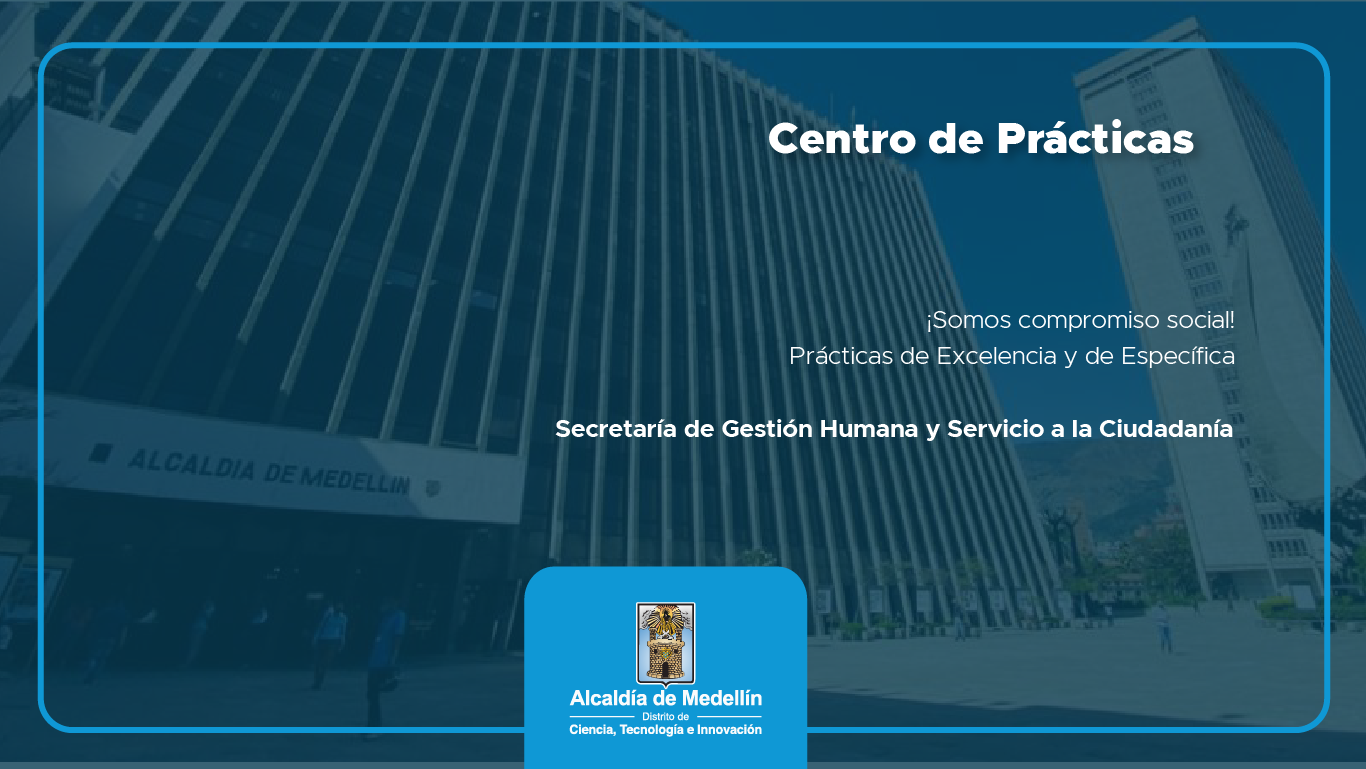 Centro de Prácticas
¡Somos compromiso social!
Prácticas de Excelencia y de Específica
Secretaría de Gestión Humana y Servicio a la Ciudadanía
ALCALDIA DE MEDELLIN
Alcaldía de Medellín
Distrito de
Ciencia, Tecnología e Innovación